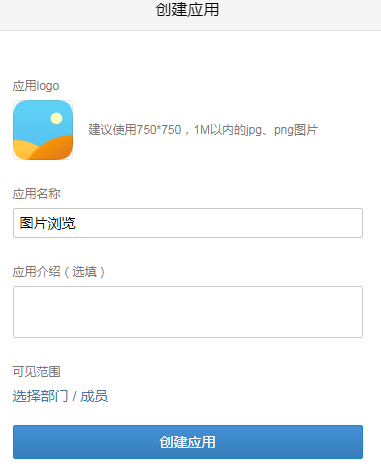 创建应用
应用logo
建议使用750*750，1M以内的jpg、png图片
应用名称
图片浏览
应用介绍（选填）
可见范围
选择部门 / 成员
创建应用